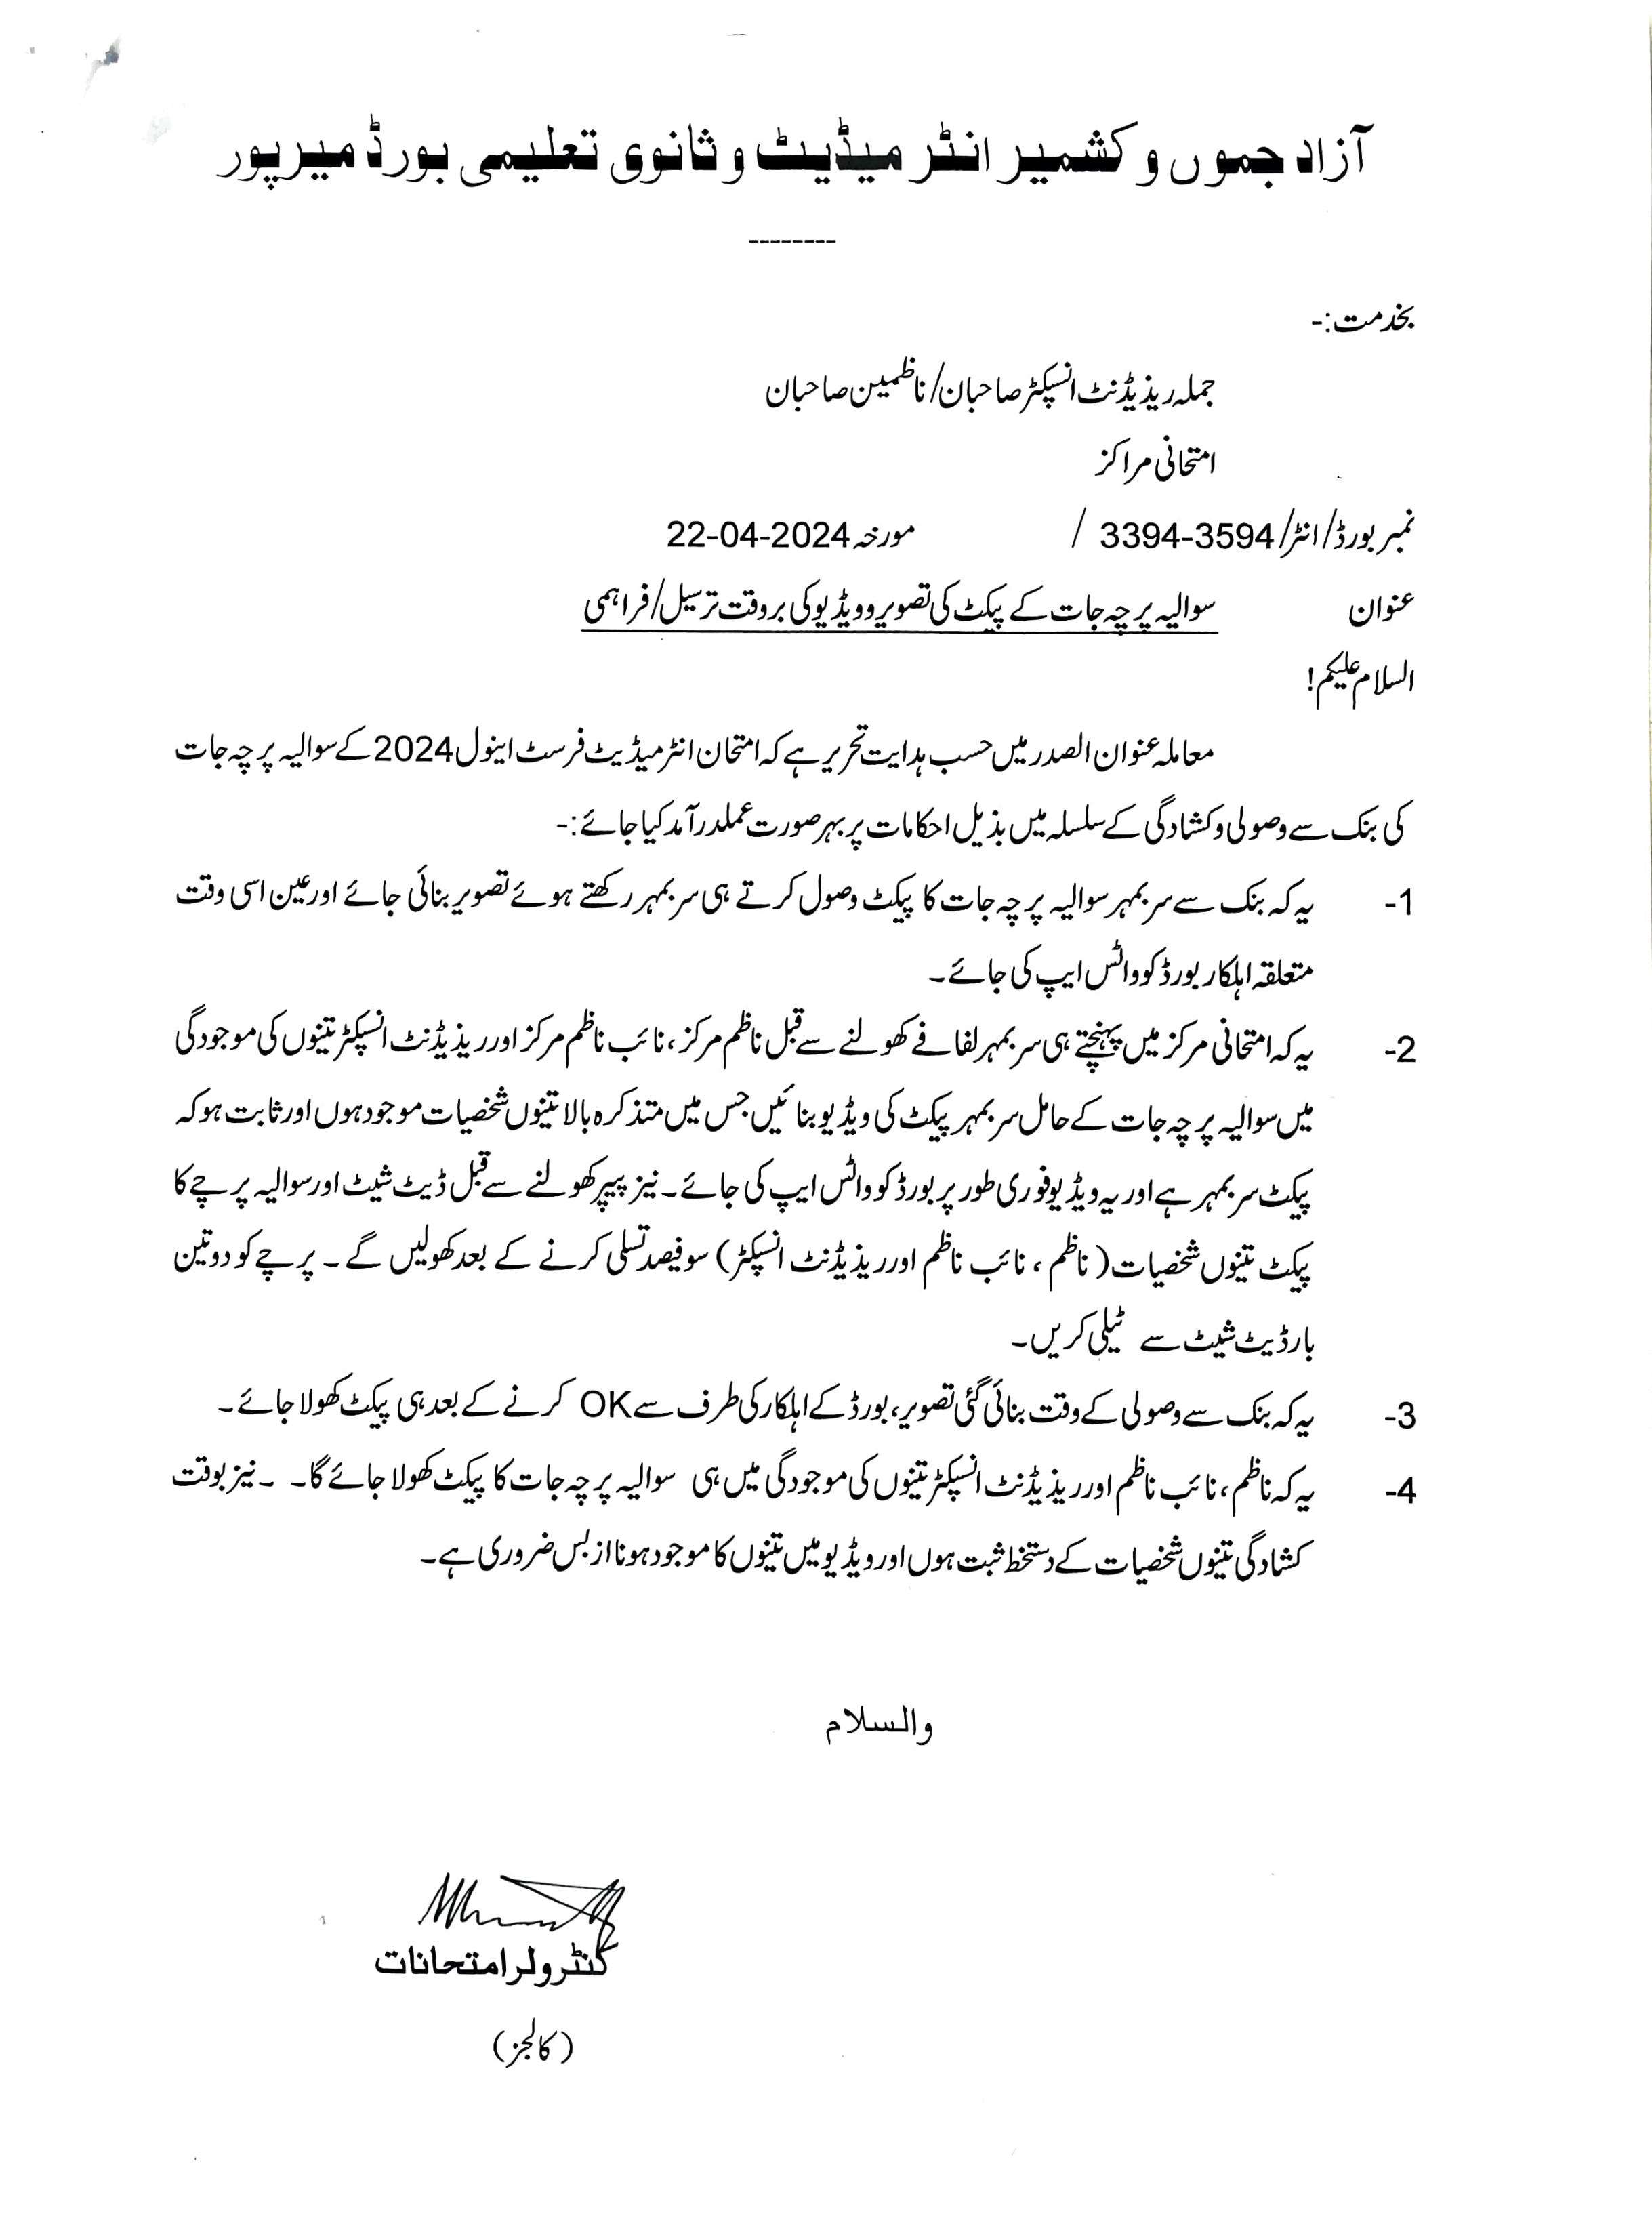 آزاد جموں و کشمیر انٹر میڈیٹ و ثانوی تعلیمی بورڈ میرپور
--------
بخدمت:-
جملہ ریذیڈنٹ انسپکٹر صاحبان/ناظمین صاحبان
امتحانی مراکز
نمبر بورڈ/انٹر/3394-3594 / مورخہ 22-04-2024
عنوان سوالیہ پرچہ جات کے پیکٹ کی تصویر و ویڈیو کی بروقت ترسیل/فراہمی
السلام علیکم!
معاملہ عنوان الصدر میں حسب ہدایت تحریر ہے کہ امتحان انٹرمیڈیٹ فرسٹ اینول 2024 کے سوالیہ پرچہ جات
کی بنک سے وصولی و کشادگی کے سلسلہ میں بذیل احکامات پر بہر صورت عملدرآمد کیا جائے:-
1- یہ کہ بنک سے سربمہر سوالیہ پرچہ جات کا پیکٹ وصول کرتے ہی سربمہر رکھتے ہوئے تصویر بنائی جائے اور عین اسی وقت
متعلقہ اہلکار بورڈ کو واٹس ایپ کی جائے۔
2- یہ کہ امتحانی مرکز میں پہنچتے ہی سربمہر لفافے کھولنے سے قبل ناظم مرکز، نائب ناظم مرکز اور ریذیڈنٹ انسپکٹر تینوں کی موجودگی
میں سوالیہ پرچہ جات کے حامل سربمہر پیکٹ کی ویڈیو بنائیں جس میں متذکرہ بالا تینوں شخصیات موجود ہوں اور ثابت ہو کہ
پیکٹ سربمہر ہے اور یہ ویڈیو فوری طور پر بورڈ کو واٹس ایپ کی جائے۔ نیز پیپر کھولنے سے قبل ڈیٹ شیٹ اور سوالیہ پرچے کا
پیکٹ تینوں شخصیات (ناظم، نائب ناظم اور ریذیڈنٹ انسپکٹر) سو فیصد تسلی کرنے کے بعد کھولیں گے۔ پرچے کو دو تین
بار ڈیٹ شیٹ سے ٹیلی کریں۔
3- یہ کہ بنک سے وصولی کے وقت بنائی گئی تصویر، بورڈ کے اہلکار کی طرف سے OK کرنے کے بعد ہی پیکٹ کھولا جائے۔
4- یہ کہ ناظم، نائب ناظم اور ریذیڈنٹ انسپکٹر تینوں کی موجودگی میں ہی سوالیہ پرچہ جات کا پیکٹ کھولا جائے گا۔ ۔ نیز بوقت
کشادگی تینوں شخصیات کے دستخط ثبت ہوں اور ویڈیو میں تینوں کا موجود ہونا از بس ضروری ہے۔
والسلام
کنٹرولر امتحانات
(کالجز)